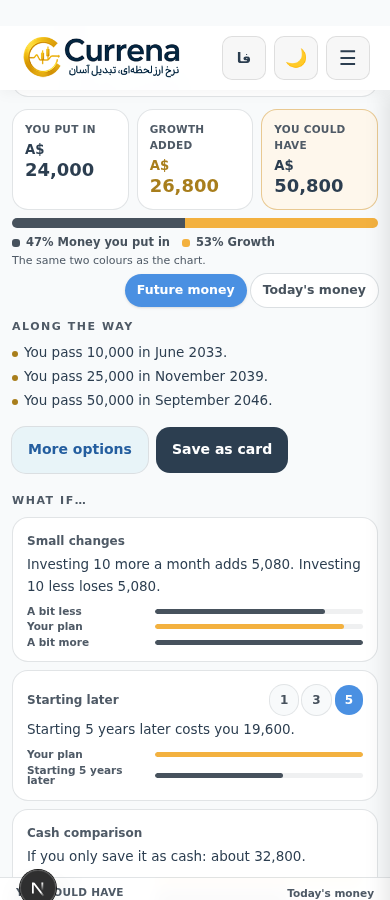 Currena
نرخ ارز لحظه‌ای، تبدیل آسان
فا
YOU PUT IN
A$
24,000
GROWTH
ADDED
A$
26,800
YOU COULD
HAVE
A$
50,800
47% Money you put in
53% Growth
The same two colours as the chart.
Future money
Today's money
ALONG THE WAY
You pass 10,000 in June 2033.
You pass 25,000 in November 2039.
You pass 50,000 in September 2046.
More options
Save as card
WHAT IF…
Small changes
Investing 10 more a month adds 5,080. Investing
10 less loses 5,080.
A bit less
Your plan
A bit more
Starting later
1
3
5
Starting 5 years later costs you 19,600.
Your plan
Starting 5 years
later
Cash comparison
If you only save it as cash: about 32,800.
N
HAVE
Today's money